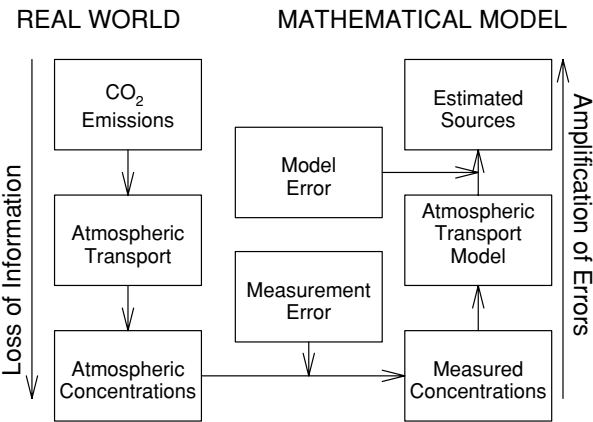 REAL WORLD
MATHEMATICAL MODEL
CO₂
Emissions
Estimated
Sources
Model
Error
Atmospheric
Transport
Atmospheric
Transport
Model
Measurement
Error
Atmospheric
Concentrations
Measured
Concentrations
Loss of Information
Amplification of Errors